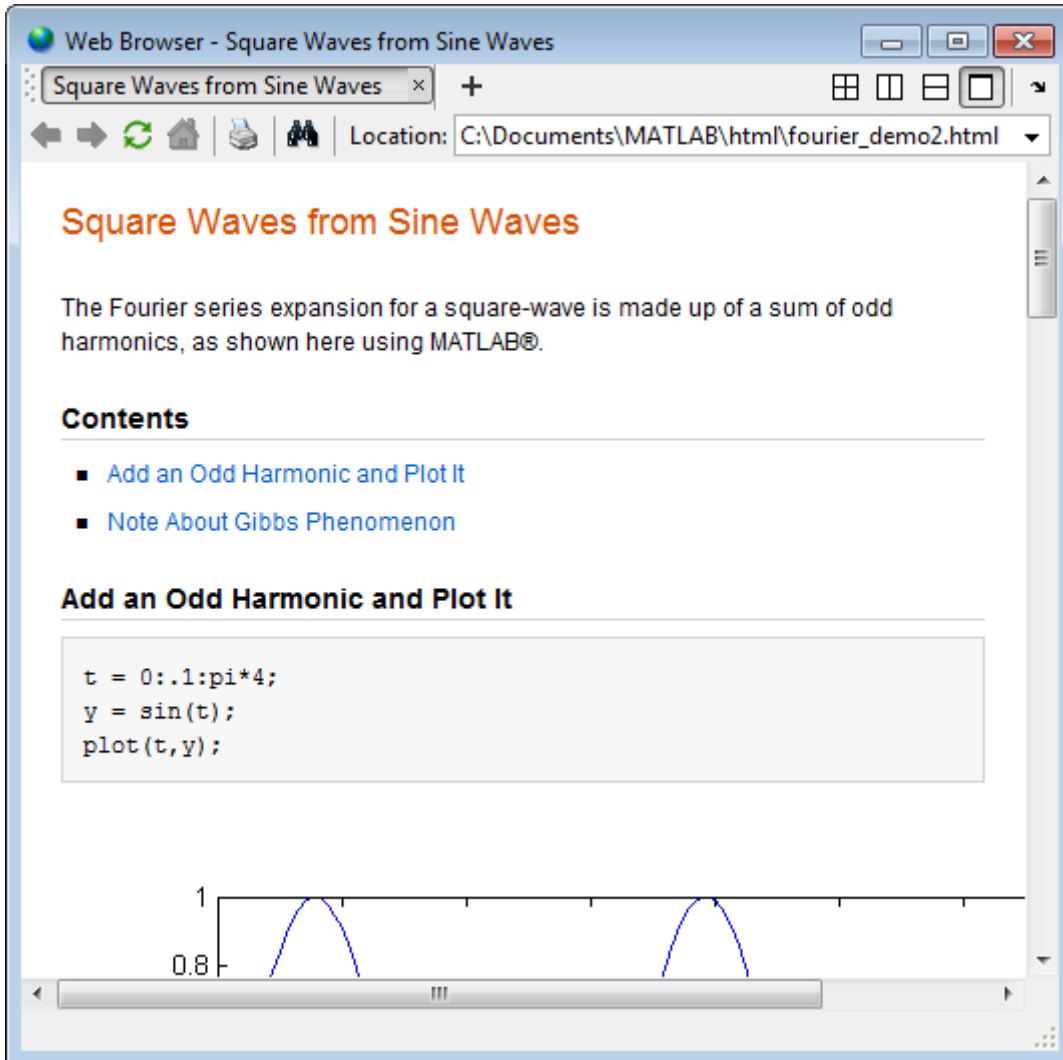 Web Browser - Square Waves from Sine Waves
Square Waves from Sine Waves
Location: C:\Documents\MATLAB\html\fourier_demo2.html
Square Waves from Sine Waves
The Fourier series expansion for a square-wave is made up of a sum of odd
harmonics, as shown here using MATLAB®.
Contents
Add an Odd Harmonic and Plot It
Note About Gibbs Phenomenon
Add an Odd Harmonic and Plot It
t = 0:.1:pi*4;
y = sin(t);
plot(t,y);
1
0.8